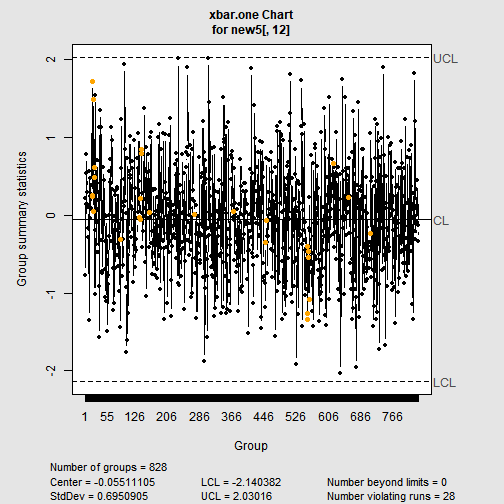 xbar.one Chart
for new5[, 12]
UCL
CL
LCL
Group summary statistics
2
1
0
-1
-2
1 55 126 206 286 366 446 526 606 686 766
Group
Number of groups = 828
Center = -0.05511105 LCL = -2.140382 Number beyond limits = 0
StdDev = 0.6950905 UCL = 2.03016 Number violating runs = 28